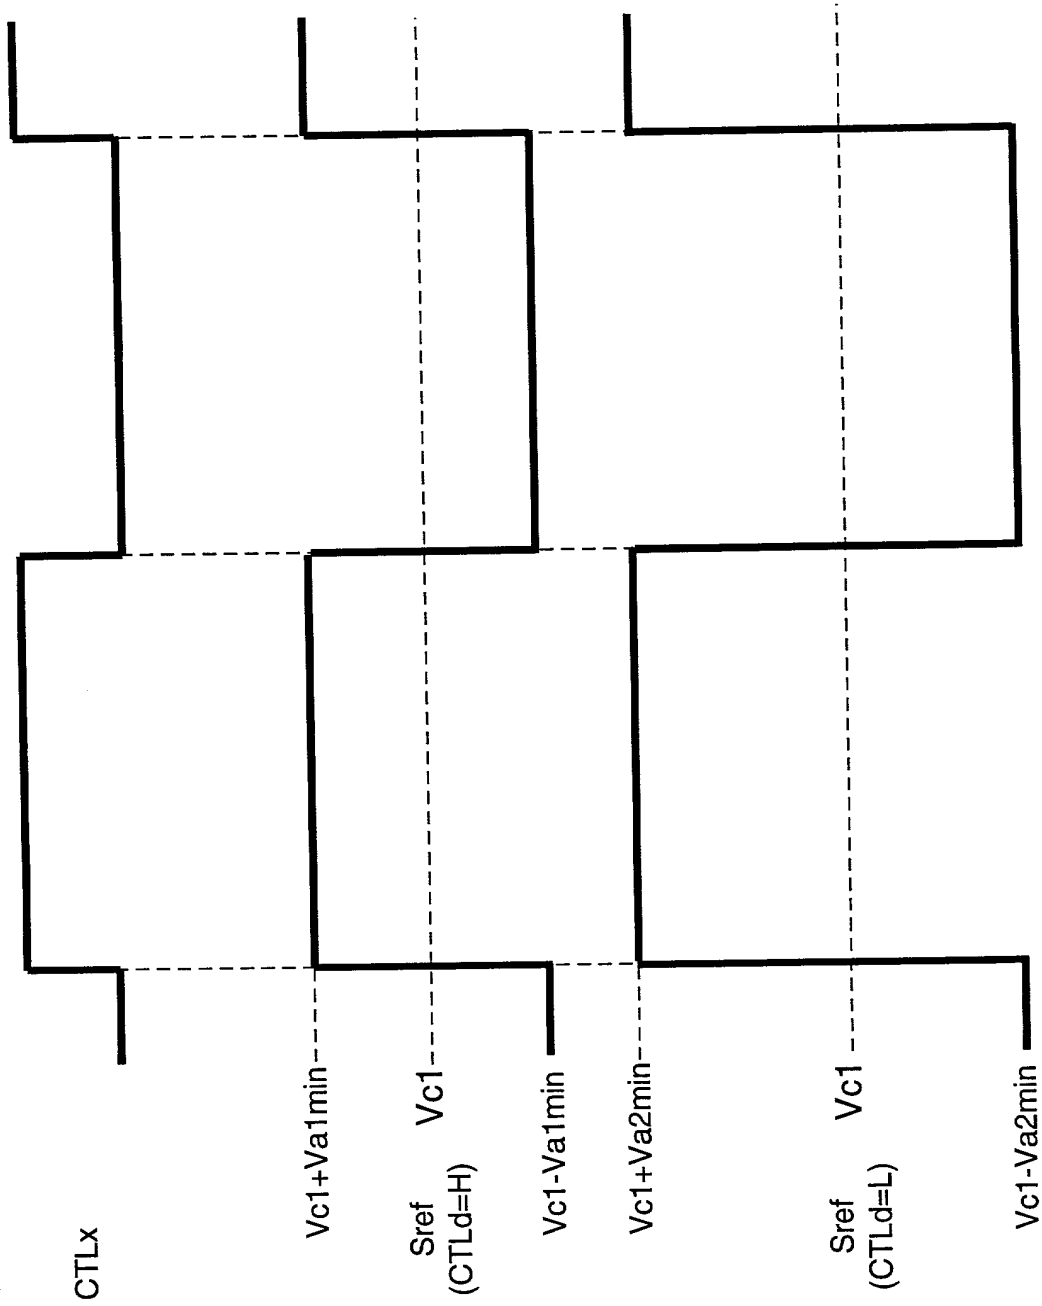 CTLx
Vc1+Va1min
Sref
(CTLd=H)
Vc1
Vc1-Va1min
Vc1+Va2min
Sref
(CTLd=L)
Vc1
Vc1-Va2min